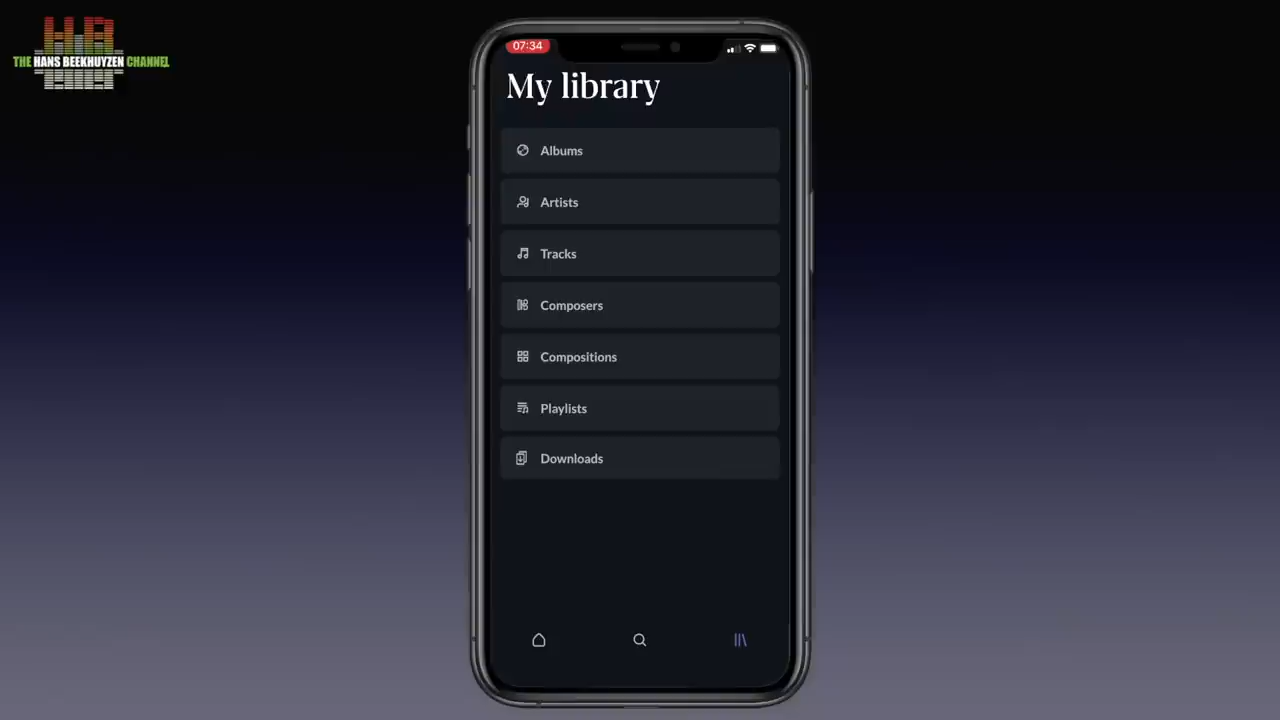 THE HANS BEEKHUYZEN CHANNEL
07:34
My library
Albums
Artists
Tracks
Composers
Compositions
Playlists
Downloads